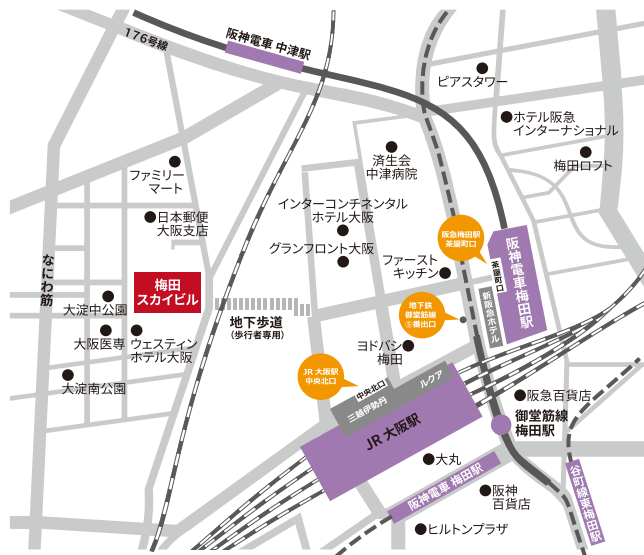 176号線
阪神電車 中津駅
ピアスタワー
ホテル阪急
インターナショナル
梅田ロフト
済生会
中津病院
ファミリー
マート
インターコンチネンタル
ホテル大阪
日本郵便
大阪支店
グランフロント大阪
ファースト
キッチン
阪急梅田駅
茶屋町口
茶屋町口
阪神電車梅田駅
なにわ筋
梅田
スカイビル
大淀中公園
地下鉄
御堂筋線
5番出口
新阪急ホテル
地下歩道
(歩行者専用)
大阪医専
ウェスティン
ホテル大阪
ヨドバシ
梅田
大淀南公園
JR 大阪駅
中央北口
中央北口
三越伊勢丹
ルクア
JR 大阪駅
阪急百貨店
御堂筋線
梅田駅
大丸
阪神電車 梅田駅
阪神
百貨店
谷町線東梅田駅
ヒルトンプラザ